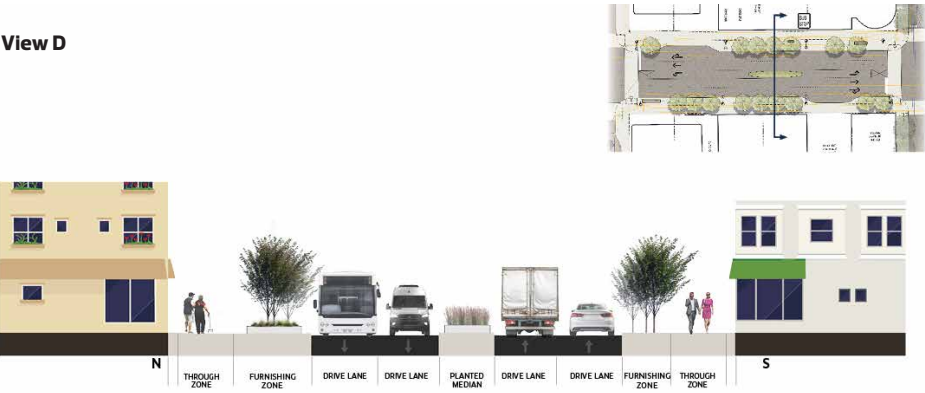 View D
BUS
STOP
N
S
THROUGH
ZONE
FURNISHING
ZONE
DRIVE LANE
DRIVE LANE
PLANTED
MEDIAN
DRIVE LANE
DRIVE LANE
FURNISHING
ZONE
THROUGH
ZONE